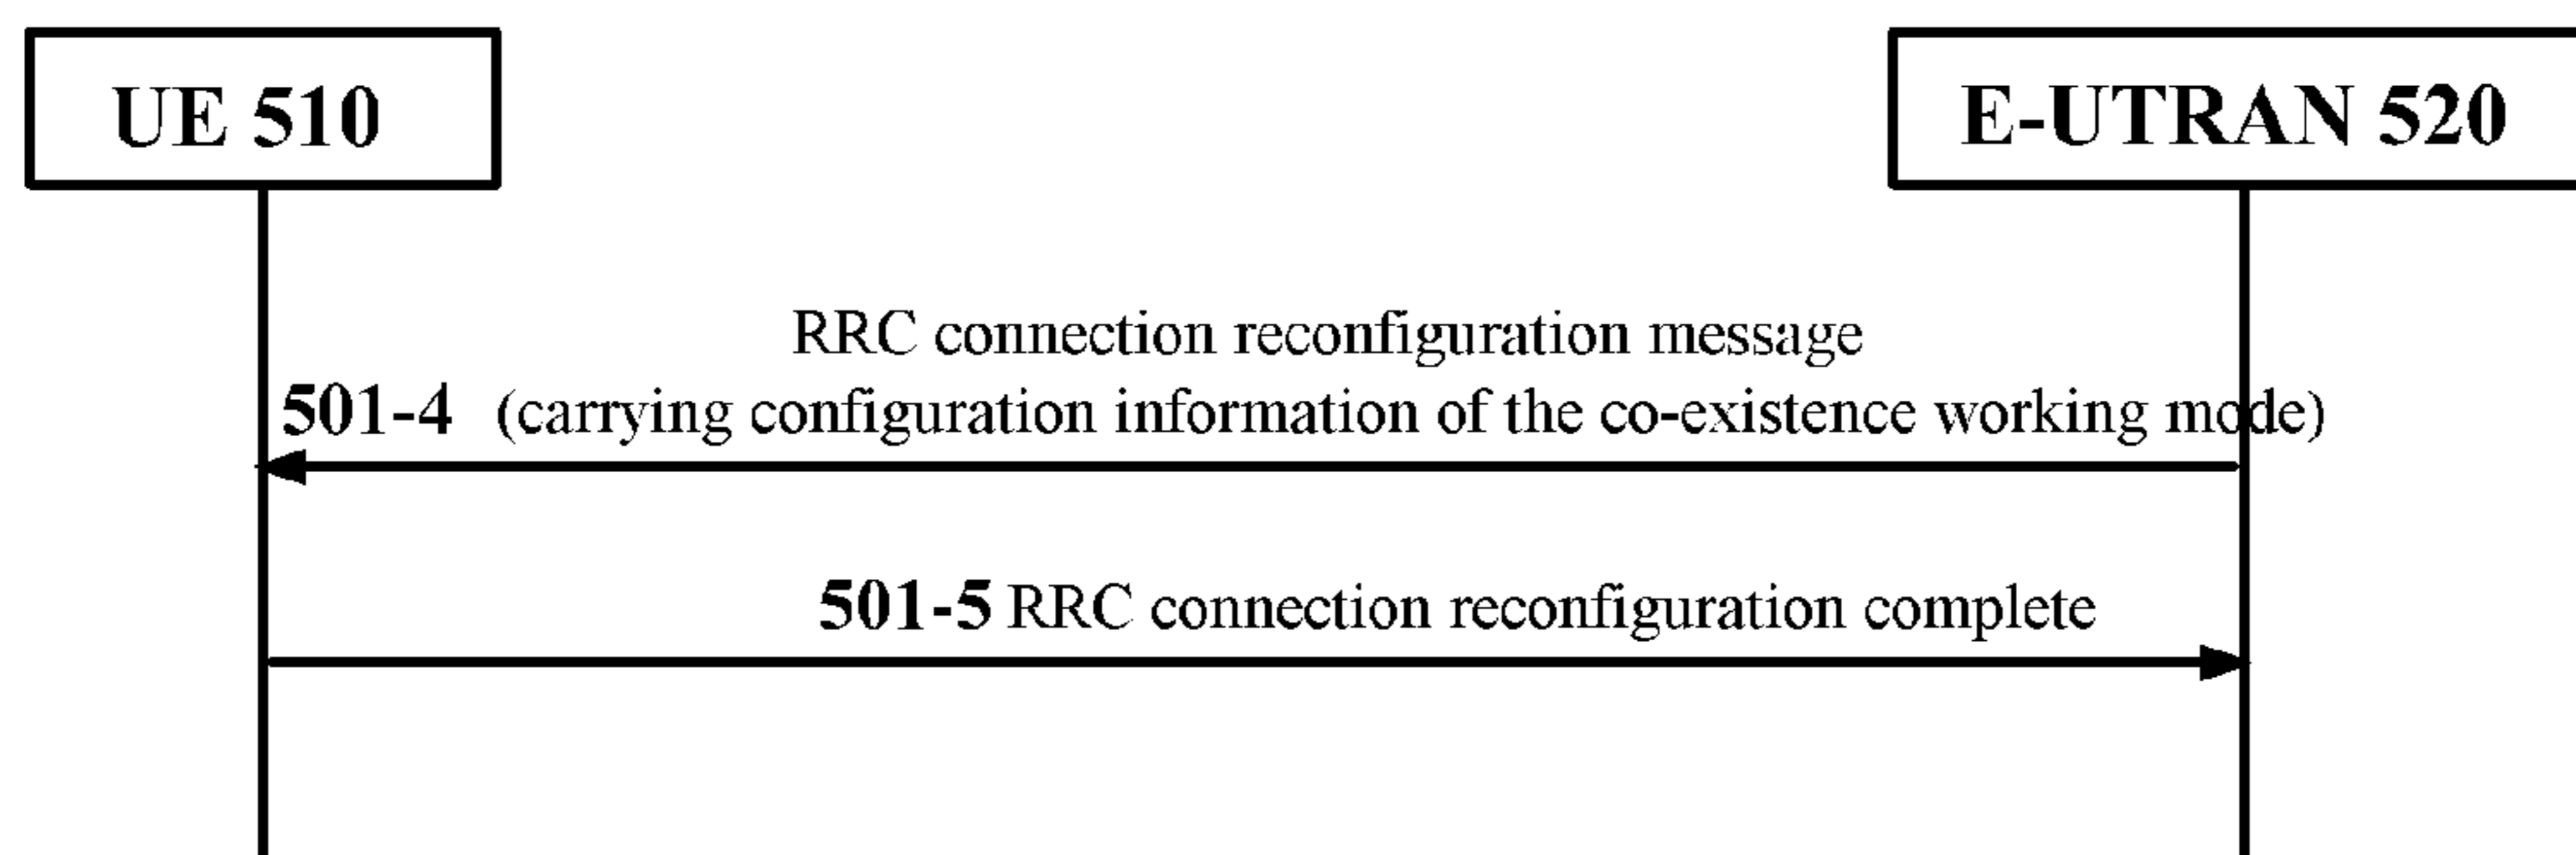 UE 510
E-UTRAN 520
RRC connection reconfiguration message
501-4 (carrying configuration information of the co-existence working mode)
501-5 RRC connection reconfiguration complete